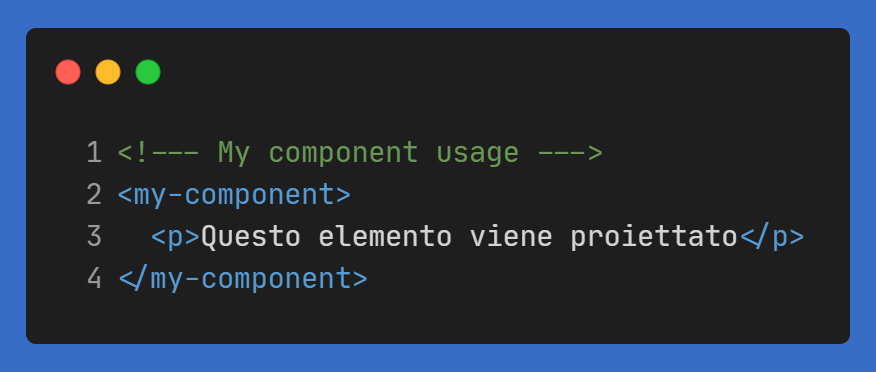 1 <!--- My component usage --->
2 <my-component>
3   <p>Questo elemento viene proiettato</p>
4 </my-component>